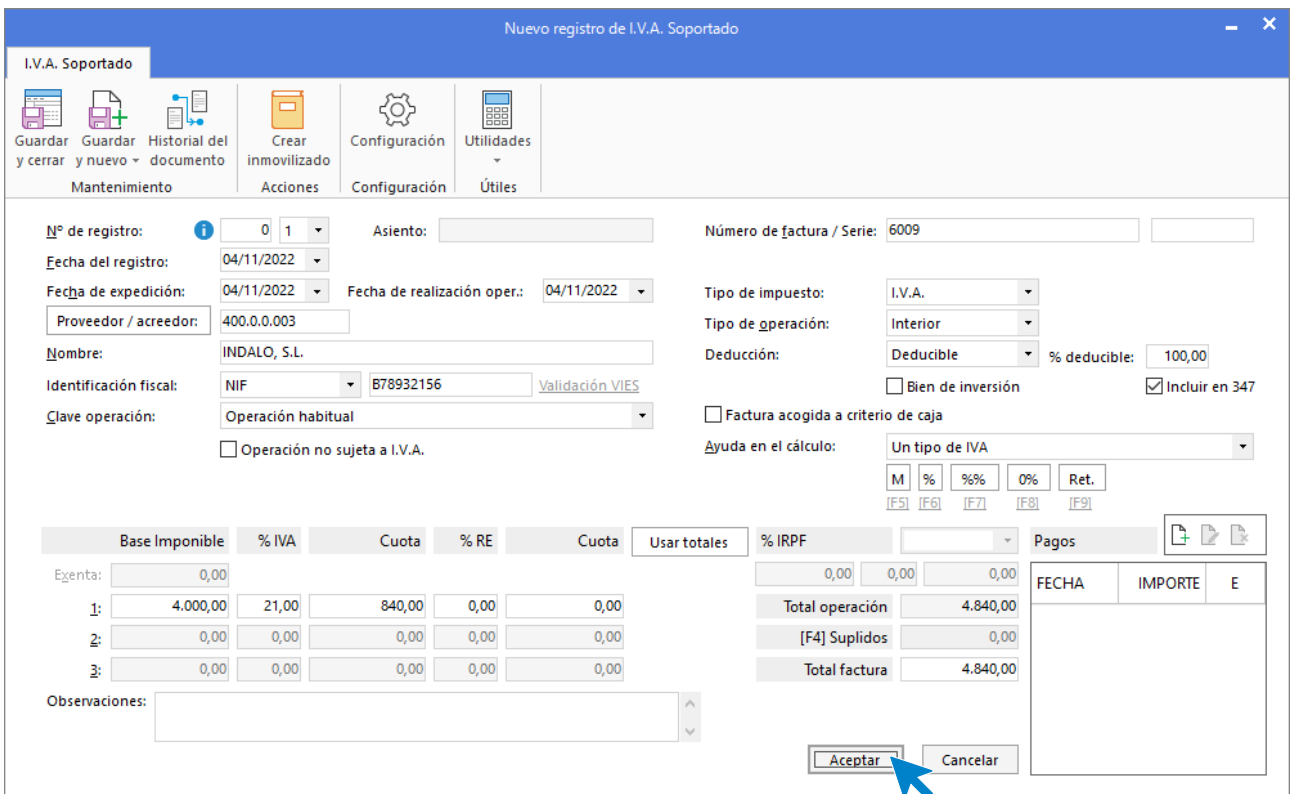 Nuevo registro de I.V.A. Soportado
I.V.A. Soportado
Guardar y cerrar
Guardar y nuevo
Historial del documento
Mantenimiento
Crear inmovilizado
Acciones
Configuración
Configuración
Utilidades
Útiles
Nº de registro: i 0 1 Asiento:
Número de factura / Serie: 6009
Fecha del registro: 04/11/2022
Fecha de expedición: 04/11/2022 Fecha de realización oper.: 04/11/2022
Tipo de impuesto: I.V.A.
Proveedor / acreedor: 400.0.0.003
Tipo de operación: Interior
Nombre: INDALO, S.L.
Deducción: Deducible % deducible: 100,00
Identificación fiscal: NIF B78932156 Validación VIES
Bien de inversión Incluir en 347
Clave operación: Operación habitual
Factura acogida a criterio de caja
Operación no sujeta a I.V.A.
Ayuda en el cálculo: Un tipo de IVA
M % %% 0% Ret.
[F5] [F6] [F7] [F8] [F9]
Base Imponible % IVA Cuota % RE Cuota Usar totales % IRPF Pagos
Exenta: 0,00 0,00 0,00 0,00
FECHA IMPORTE E
1: 4.000,00 21,00 840,00 0,00 0,00 Total operación 4.840,00
2: 0,00 0,00 0,00 0,00 0,00 [F4] Suplidos 0,00
3: 0,00 0,00 0,00 0,00 0,00 Total factura 4.840,00
Observaciones:
Aceptar Cancelar